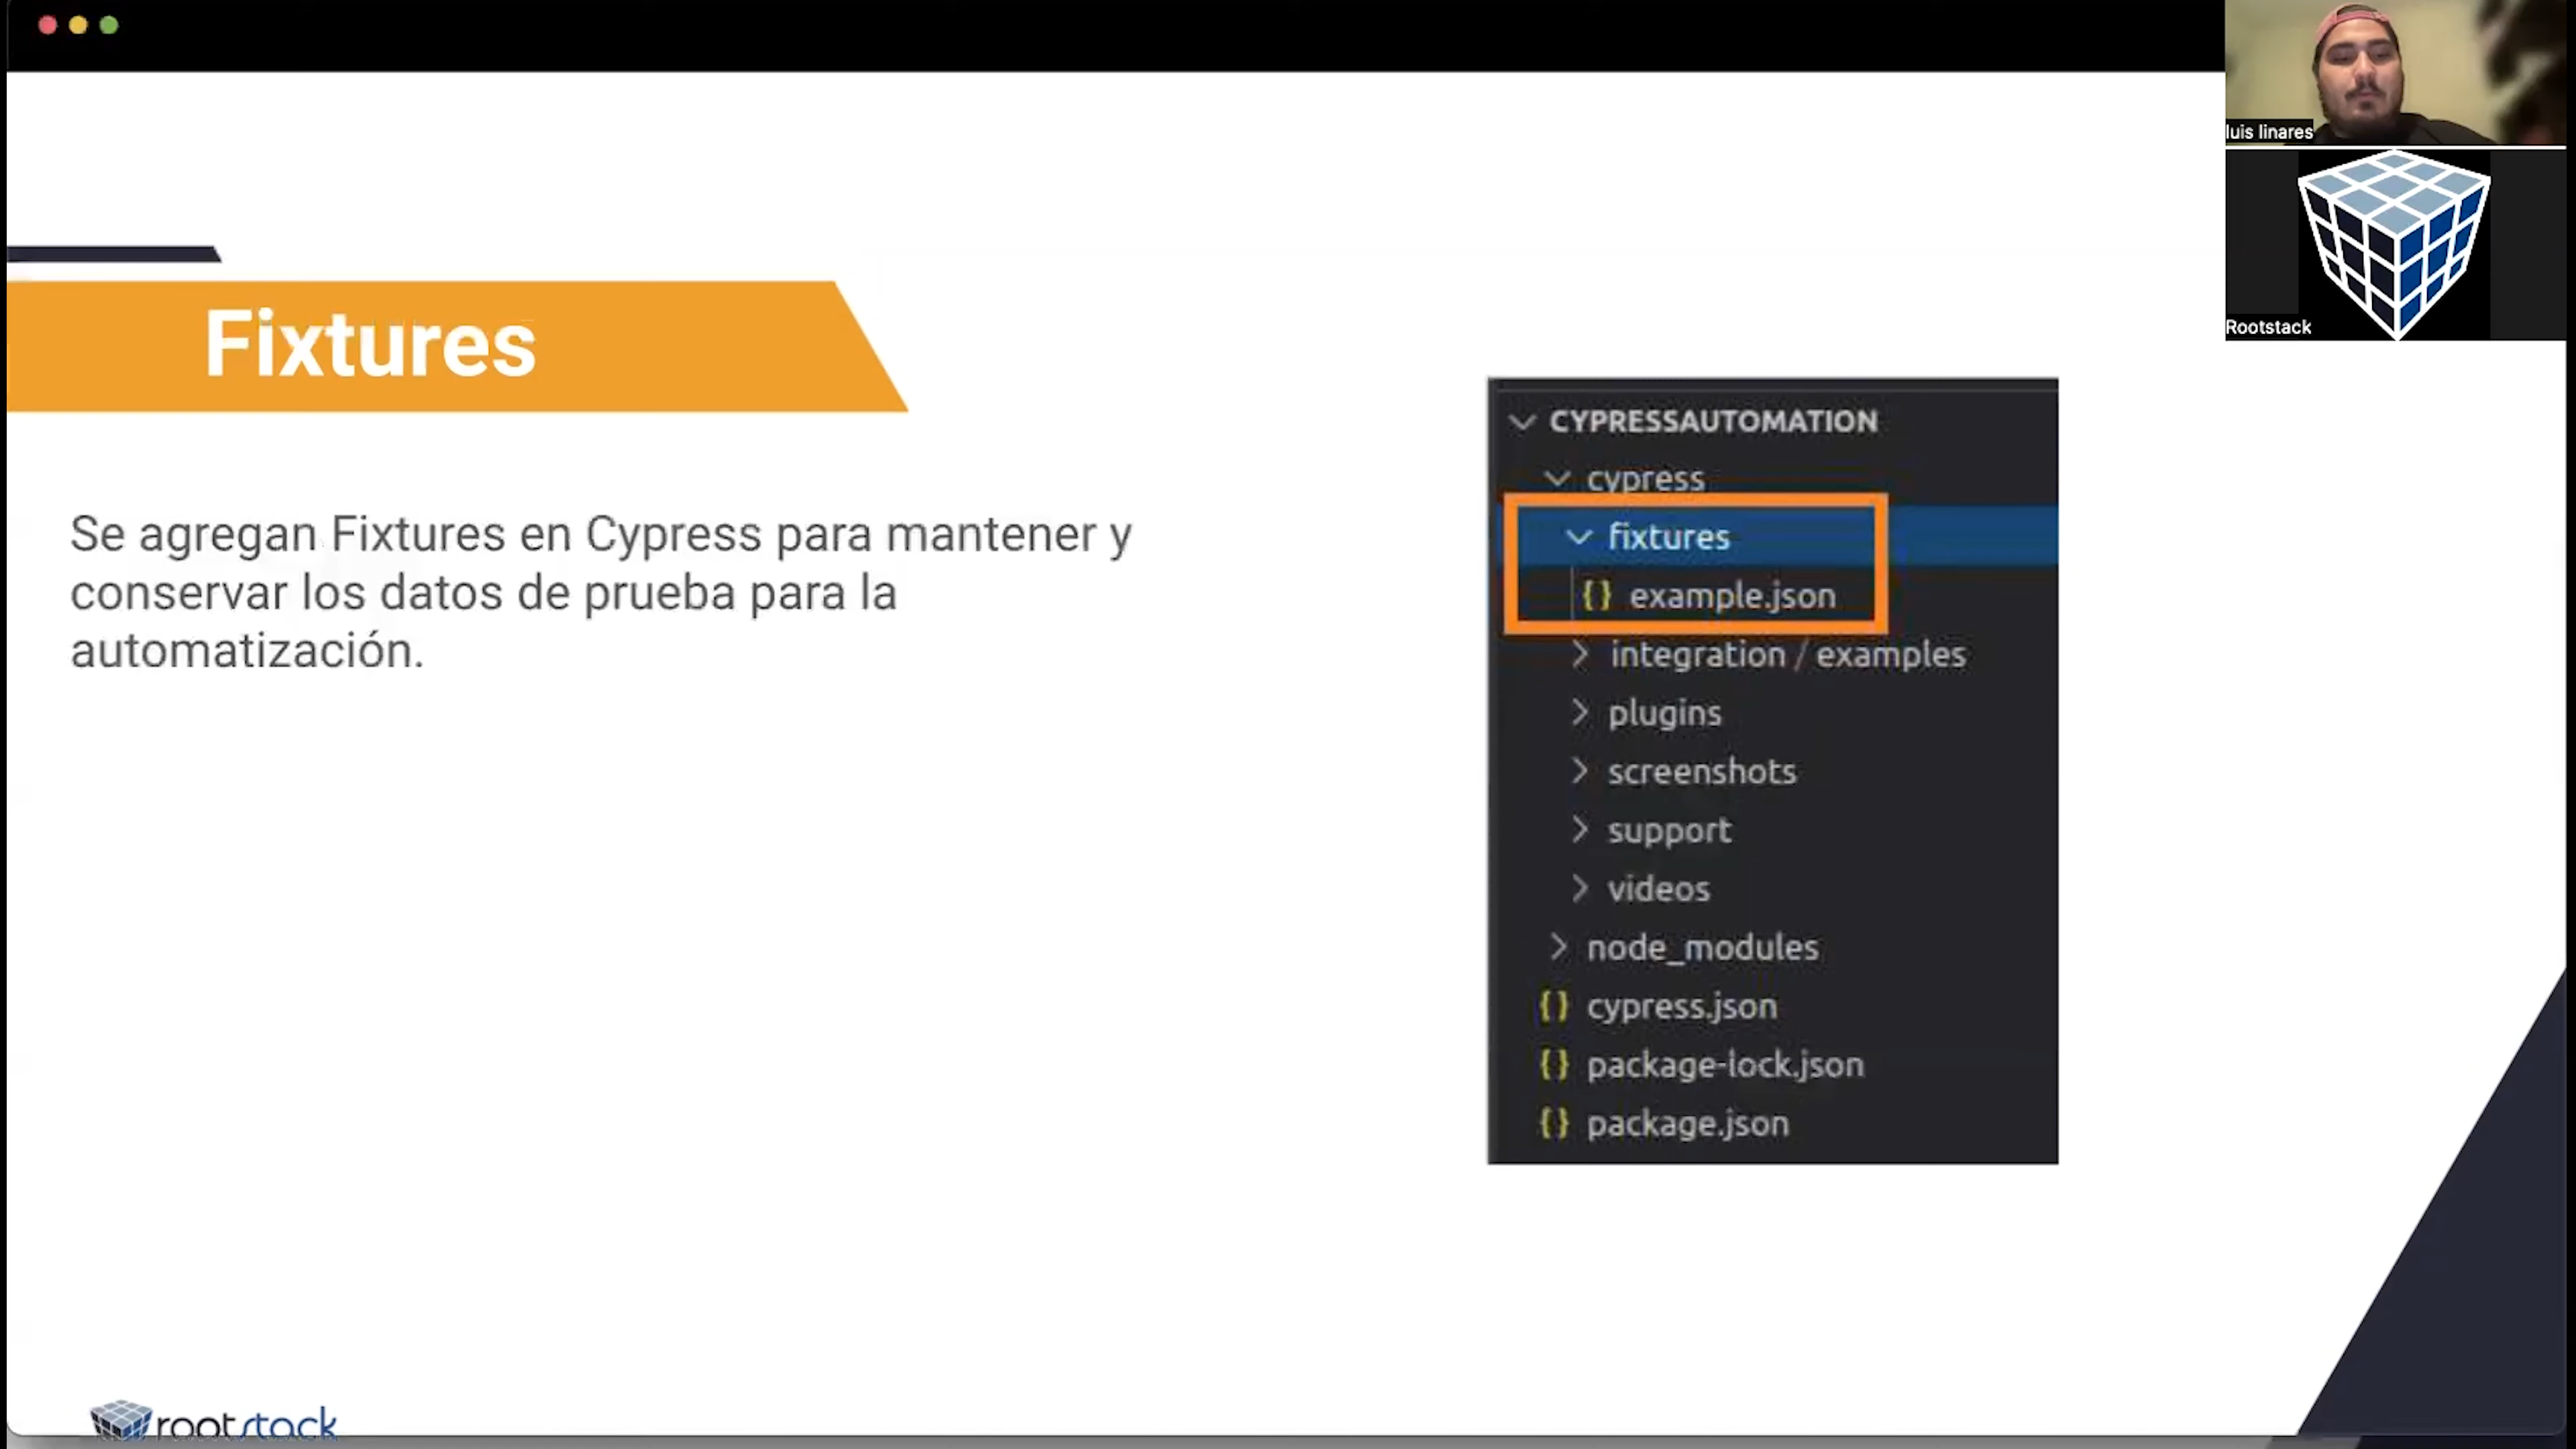 luis linares
Rootstack
Fixtures
Se agregan Fixtures en Cypress para mantener y
conservar los datos de prueba para la
automatización.
CYPRESSAUTOMATION
cypress
fixtures
{} example.json
integration / examples
plugins
screenshots
support
videos
node_modules
{} cypress.json
{} package-lock.json
{} package.json
rootstack